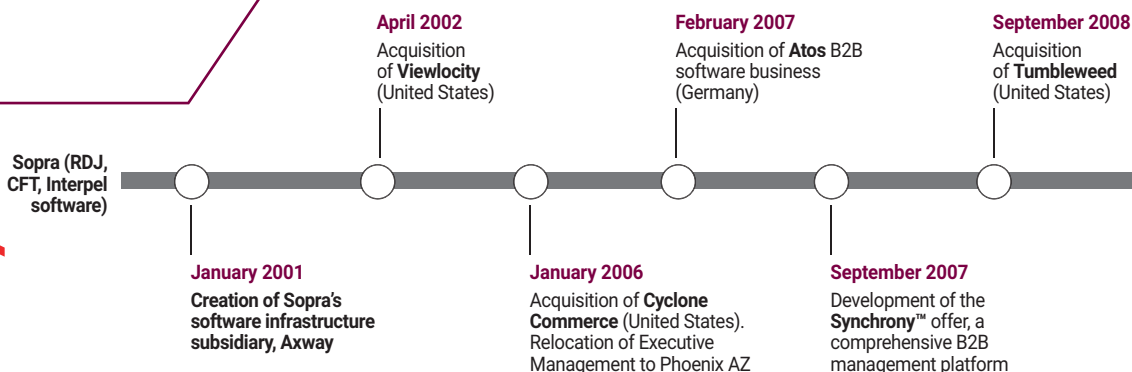 April 2002
Acquisition
of Viewlocity
(United States)
February 2007
Acquisition of Atos B2B
software business
(Germany)
September 2008
Acquisition
of Tumbleweed
(United States)
Sopra (RDJ,
CFT, Interpel
software)
January 2001
Creation of Sopra's
software infrastructure
subsidiary, Axway
January 2006
Acquisition of Cyclone
Commerce (United States).
Relocation of Executive
Management to Phoenix AZ
September 2007
Development of the
Synchrony™ offer, a
comprehensive B2B
management platform